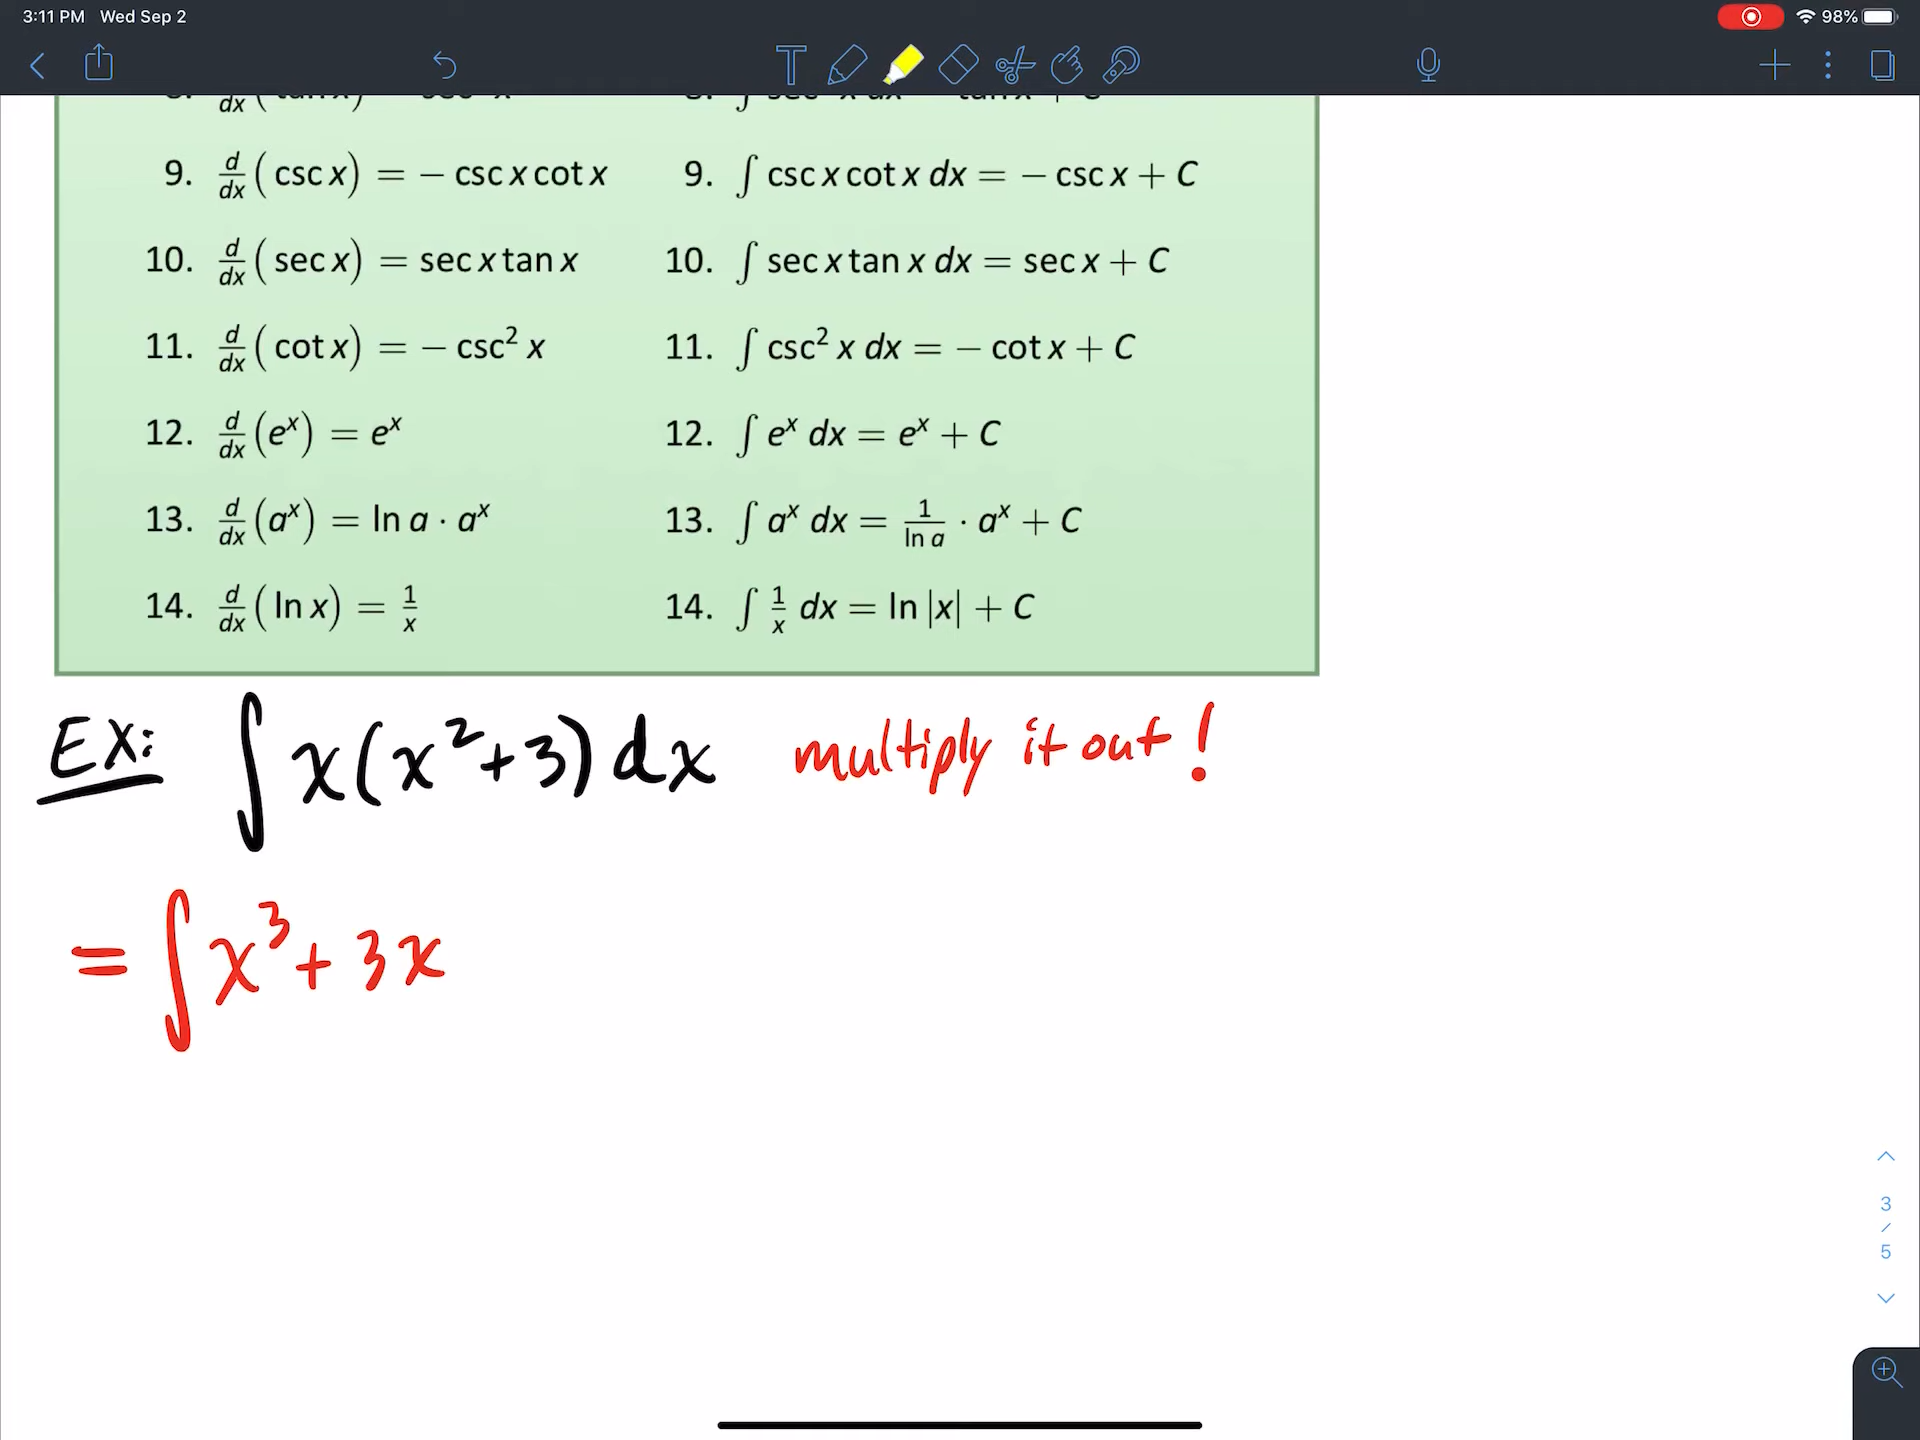 3:11 PM Wed Sep 2 98%
9. d/dx (csc x) = − csc x cot x 9. ∫ csc x cot x dx = − csc x + C
10. d/dx (sec x) = sec x tan x 10. ∫ sec x tan x dx = sec x + C
11. d/dx (cot x) = − csc² x 11. ∫ csc² x dx = − cot x + C
12. d/dx (eˣ) = eˣ 12. ∫ eˣ dx = eˣ + C
13. d/dx (aˣ) = ln a · aˣ 13. ∫ aˣ dx = 1/ln a · aˣ + C
14. d/dx (ln x) = 1/x 14. ∫ 1/x dx = ln |x| + C
EX: ∫ x(x²+3) dx multiply it out!
= ∫ x³ + 3x
3
/
5